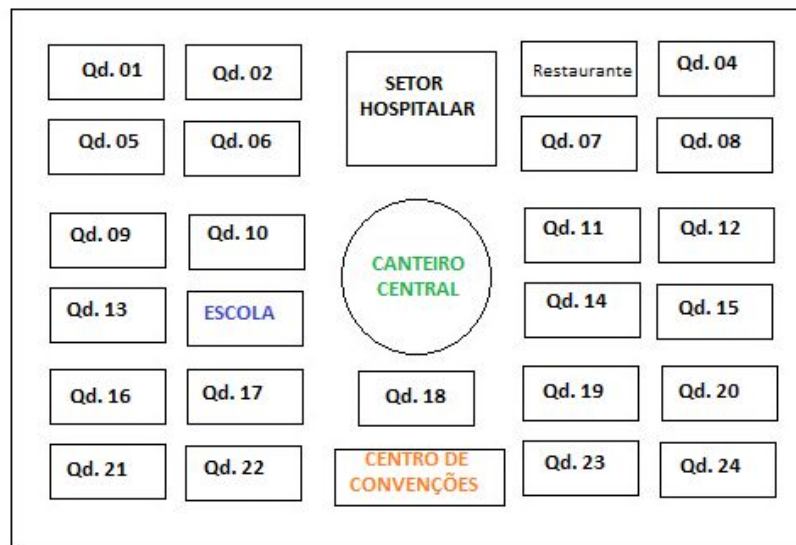 Qd. 01
Qd. 02
SETOR
HOSPITALAR
Restaurante
Qd. 04
Qd. 05
Qd. 06
Qd. 07
Qd. 08
Qd. 09
Qd. 10
CANTEIRO
CENTRAL
Qd. 11
Qd. 12
Qd. 13
ESCOLA
Qd. 14
Qd. 15
Qd. 16
Qd. 17
Qd. 18
Qd. 19
Qd. 20
Qd. 21
Qd. 22
CENTRO DE
CONVENÇÕES
Qd. 23
Qd. 24